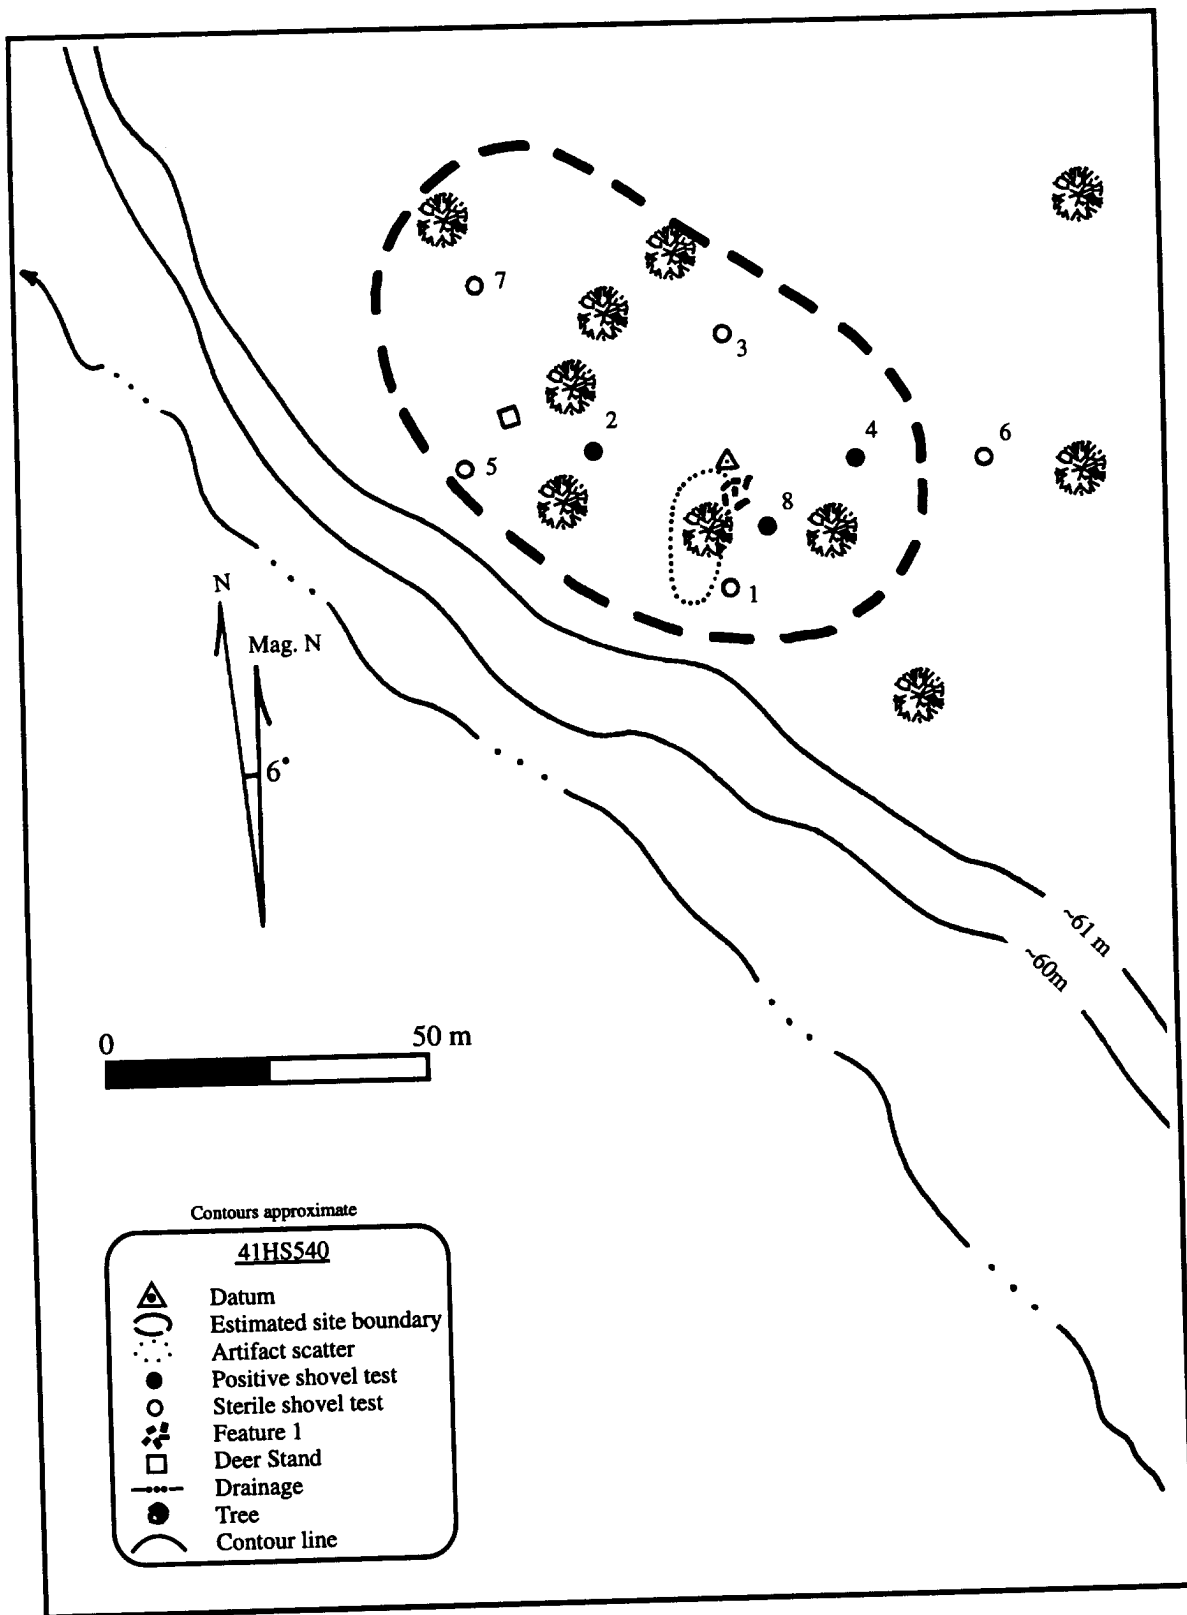 7
3
2
4
6
5
8
1
N
Mag. N
6°
~61 m
~60m
0
50 m
Contours approximate
41HS540
Datum
Estimated site boundary
Artifact scatter
Positive shovel test
Sterile shovel test
Feature 1
Deer Stand
Drainage
Tree
Contour line